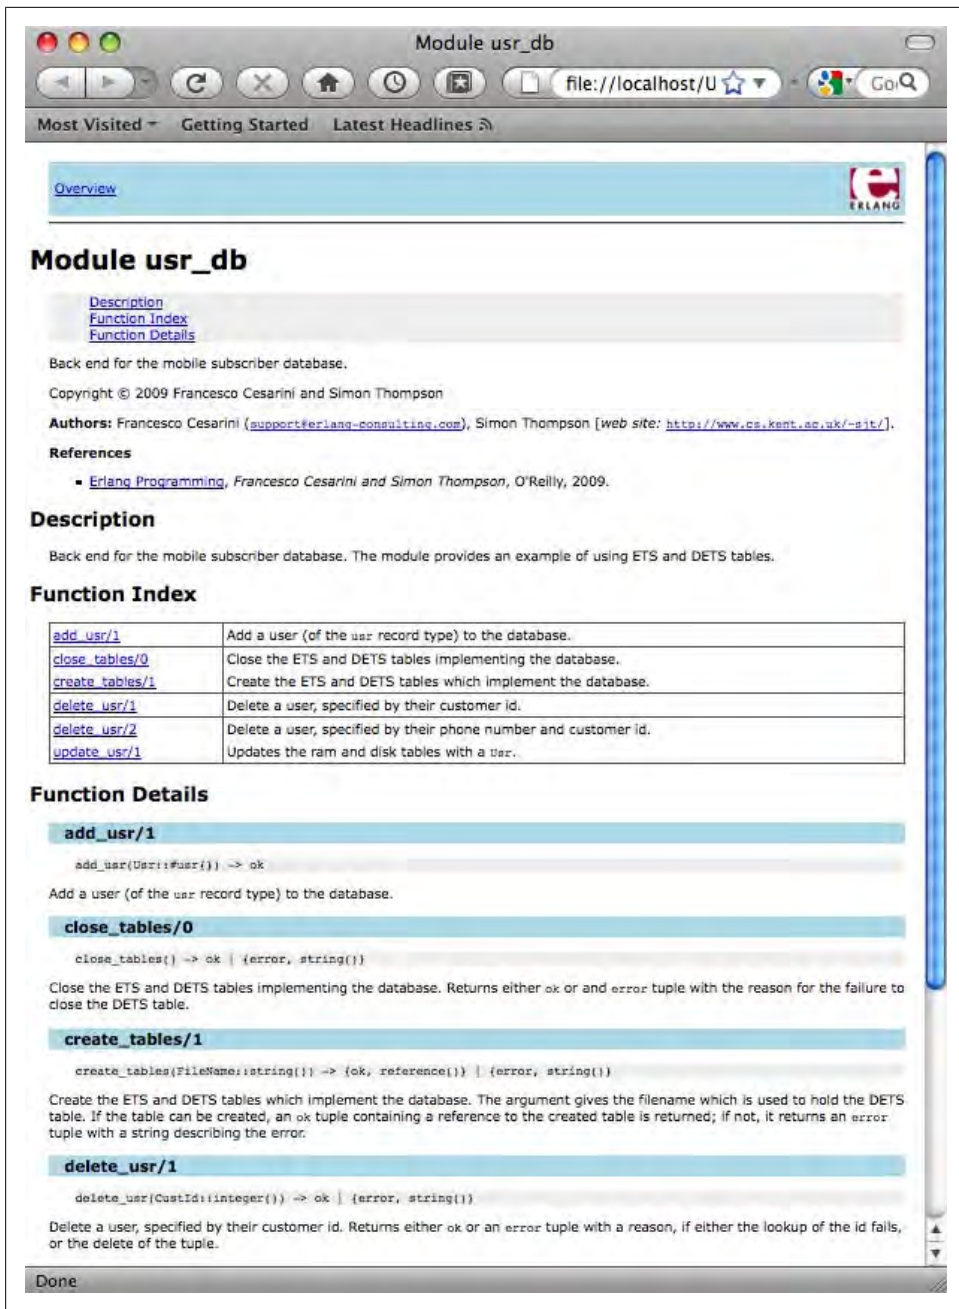 Module usr_db
file://localhost/U
Go
Most Visited
Getting Started
Latest Headlines
Overview
ERLANG
Module usr_db
Description
Function Index
Function Details
Back end for the mobile subscriber database.
Copyright © 2009 Francesco Cesarini and Simon Thompson
Authors: Francesco Cesarini (support@erlang-consulting.com), Simon Thompson [web site: http://www.cs.kent.ac.uk/~sjt/].
References
▪ Erlang Programming, Francesco Cesarini and Simon Thompson, O'Reilly, 2009.
Description
Back end for the mobile subscriber database. The module provides an example of using ETS and DETS tables.
Function Index
add_usr/1 Add a user (of the usr record type) to the database.
close_tables/0 Close the ETS and DETS tables implementing the database.
create_tables/1 Create the ETS and DETS tables which implement the database.
delete_usr/1 Delete a user, specified by their customer id.
delete_usr/2 Delete a user, specified by their phone number and customer id.
update_usr/1 Updates the ram and disk tables with a Usr.
Function Details
add_usr/1
add_usr(Usr::#usr()) -> ok
Add a user (of the usr record type) to the database.
close_tables/0
close_tables() -> ok | {error, string()}
Close the ETS and DETS tables implementing the database. Returns either ok or and error tuple with the reason for the failure to
close the DETS table.
create_tables/1
create_tables(FileName::string()) -> {ok, reference()} | {error, string()}
Create the ETS and DETS tables which implement the database. The argument gives the filename which is used to hold the DETS
table. If the table can be created, an ok tuple containing a reference to the created table is returned; if not, it returns an error
tuple with a string describing the error.
delete_usr/1
delete_usr(CustId::integer()) -> ok | {error, string()}
Delete a user, specified by their customer id. Returns either ok or an error tuple with a reason, if either the lookup of the id fails,
or the delete of the tuple.
Done